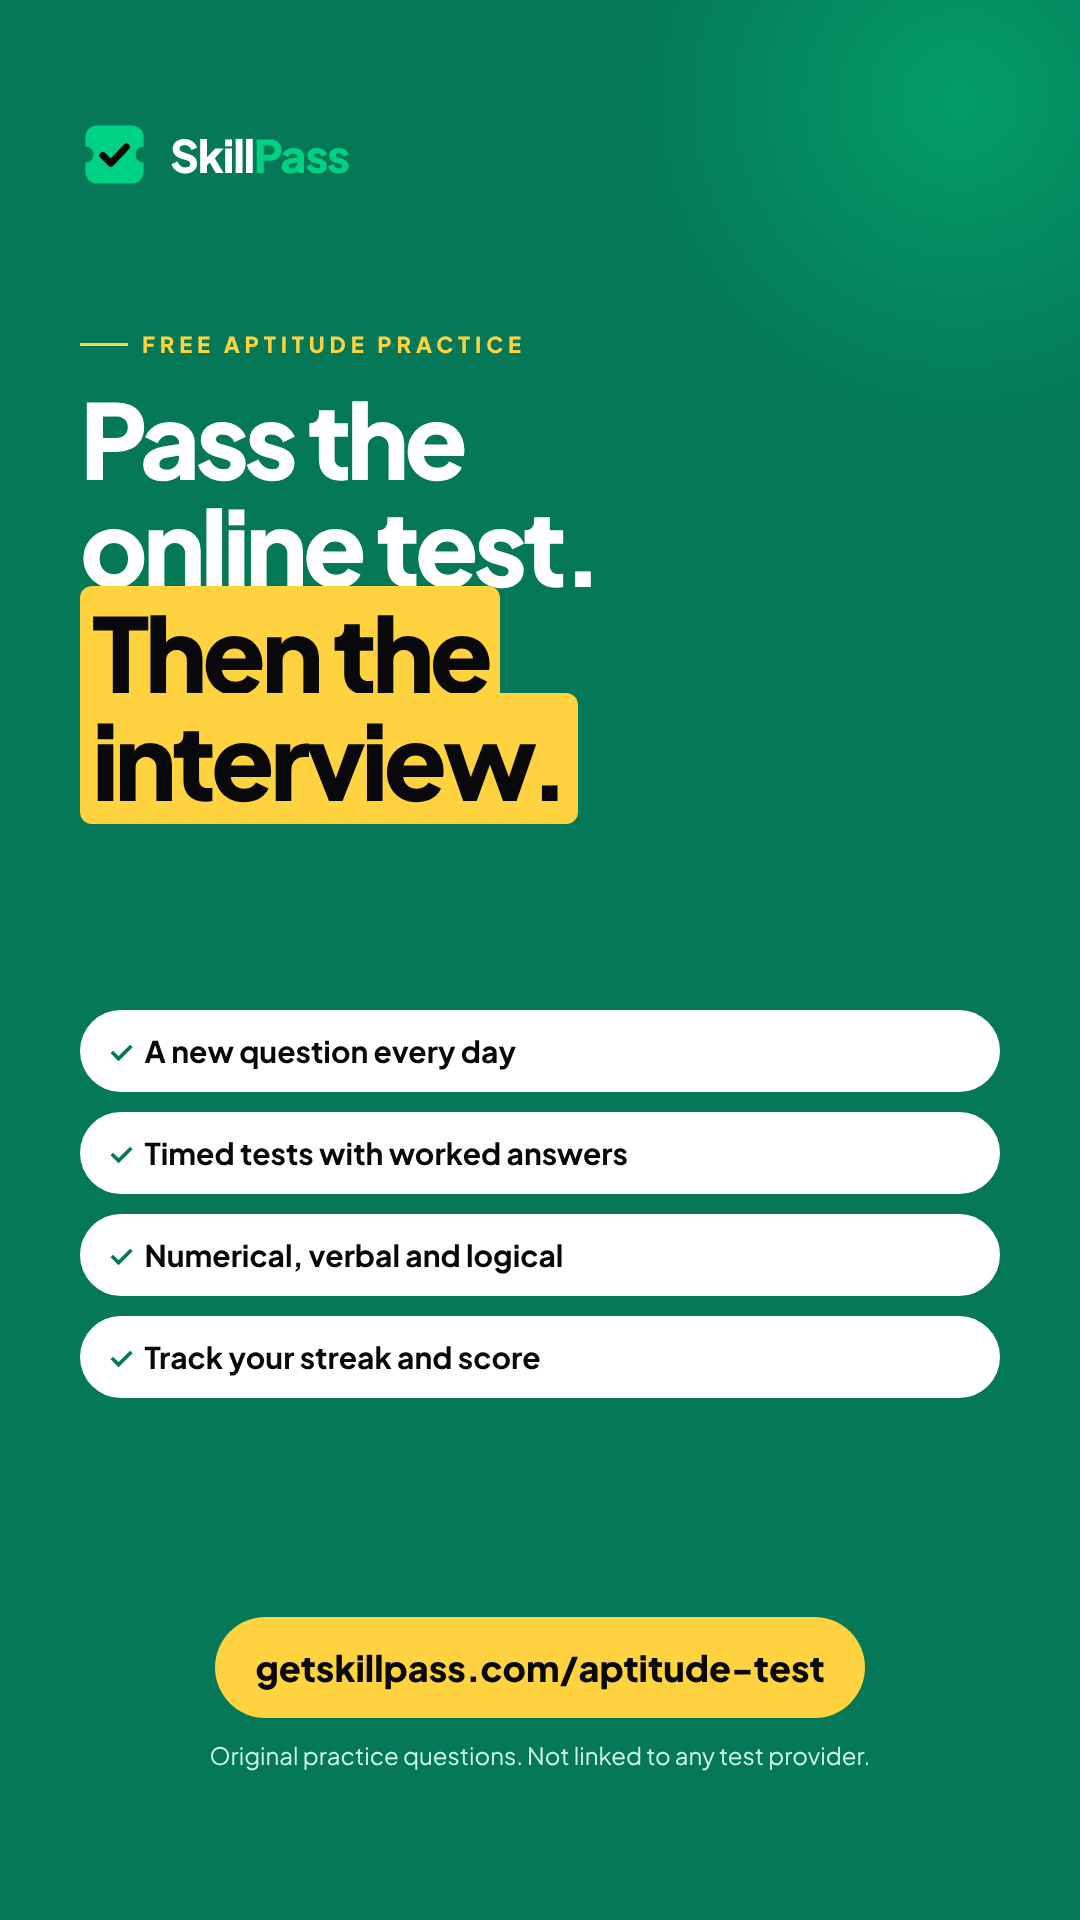 SkillPass
FREE APTITUDE PRACTICE
Pass the
online test.
Then the
interview.
A new question every day
Timed tests with worked answers
Numerical, verbal and logical
Track your streak and score
getskillpass.com/aptitude-test
Original practice questions. Not linked to any test provider.